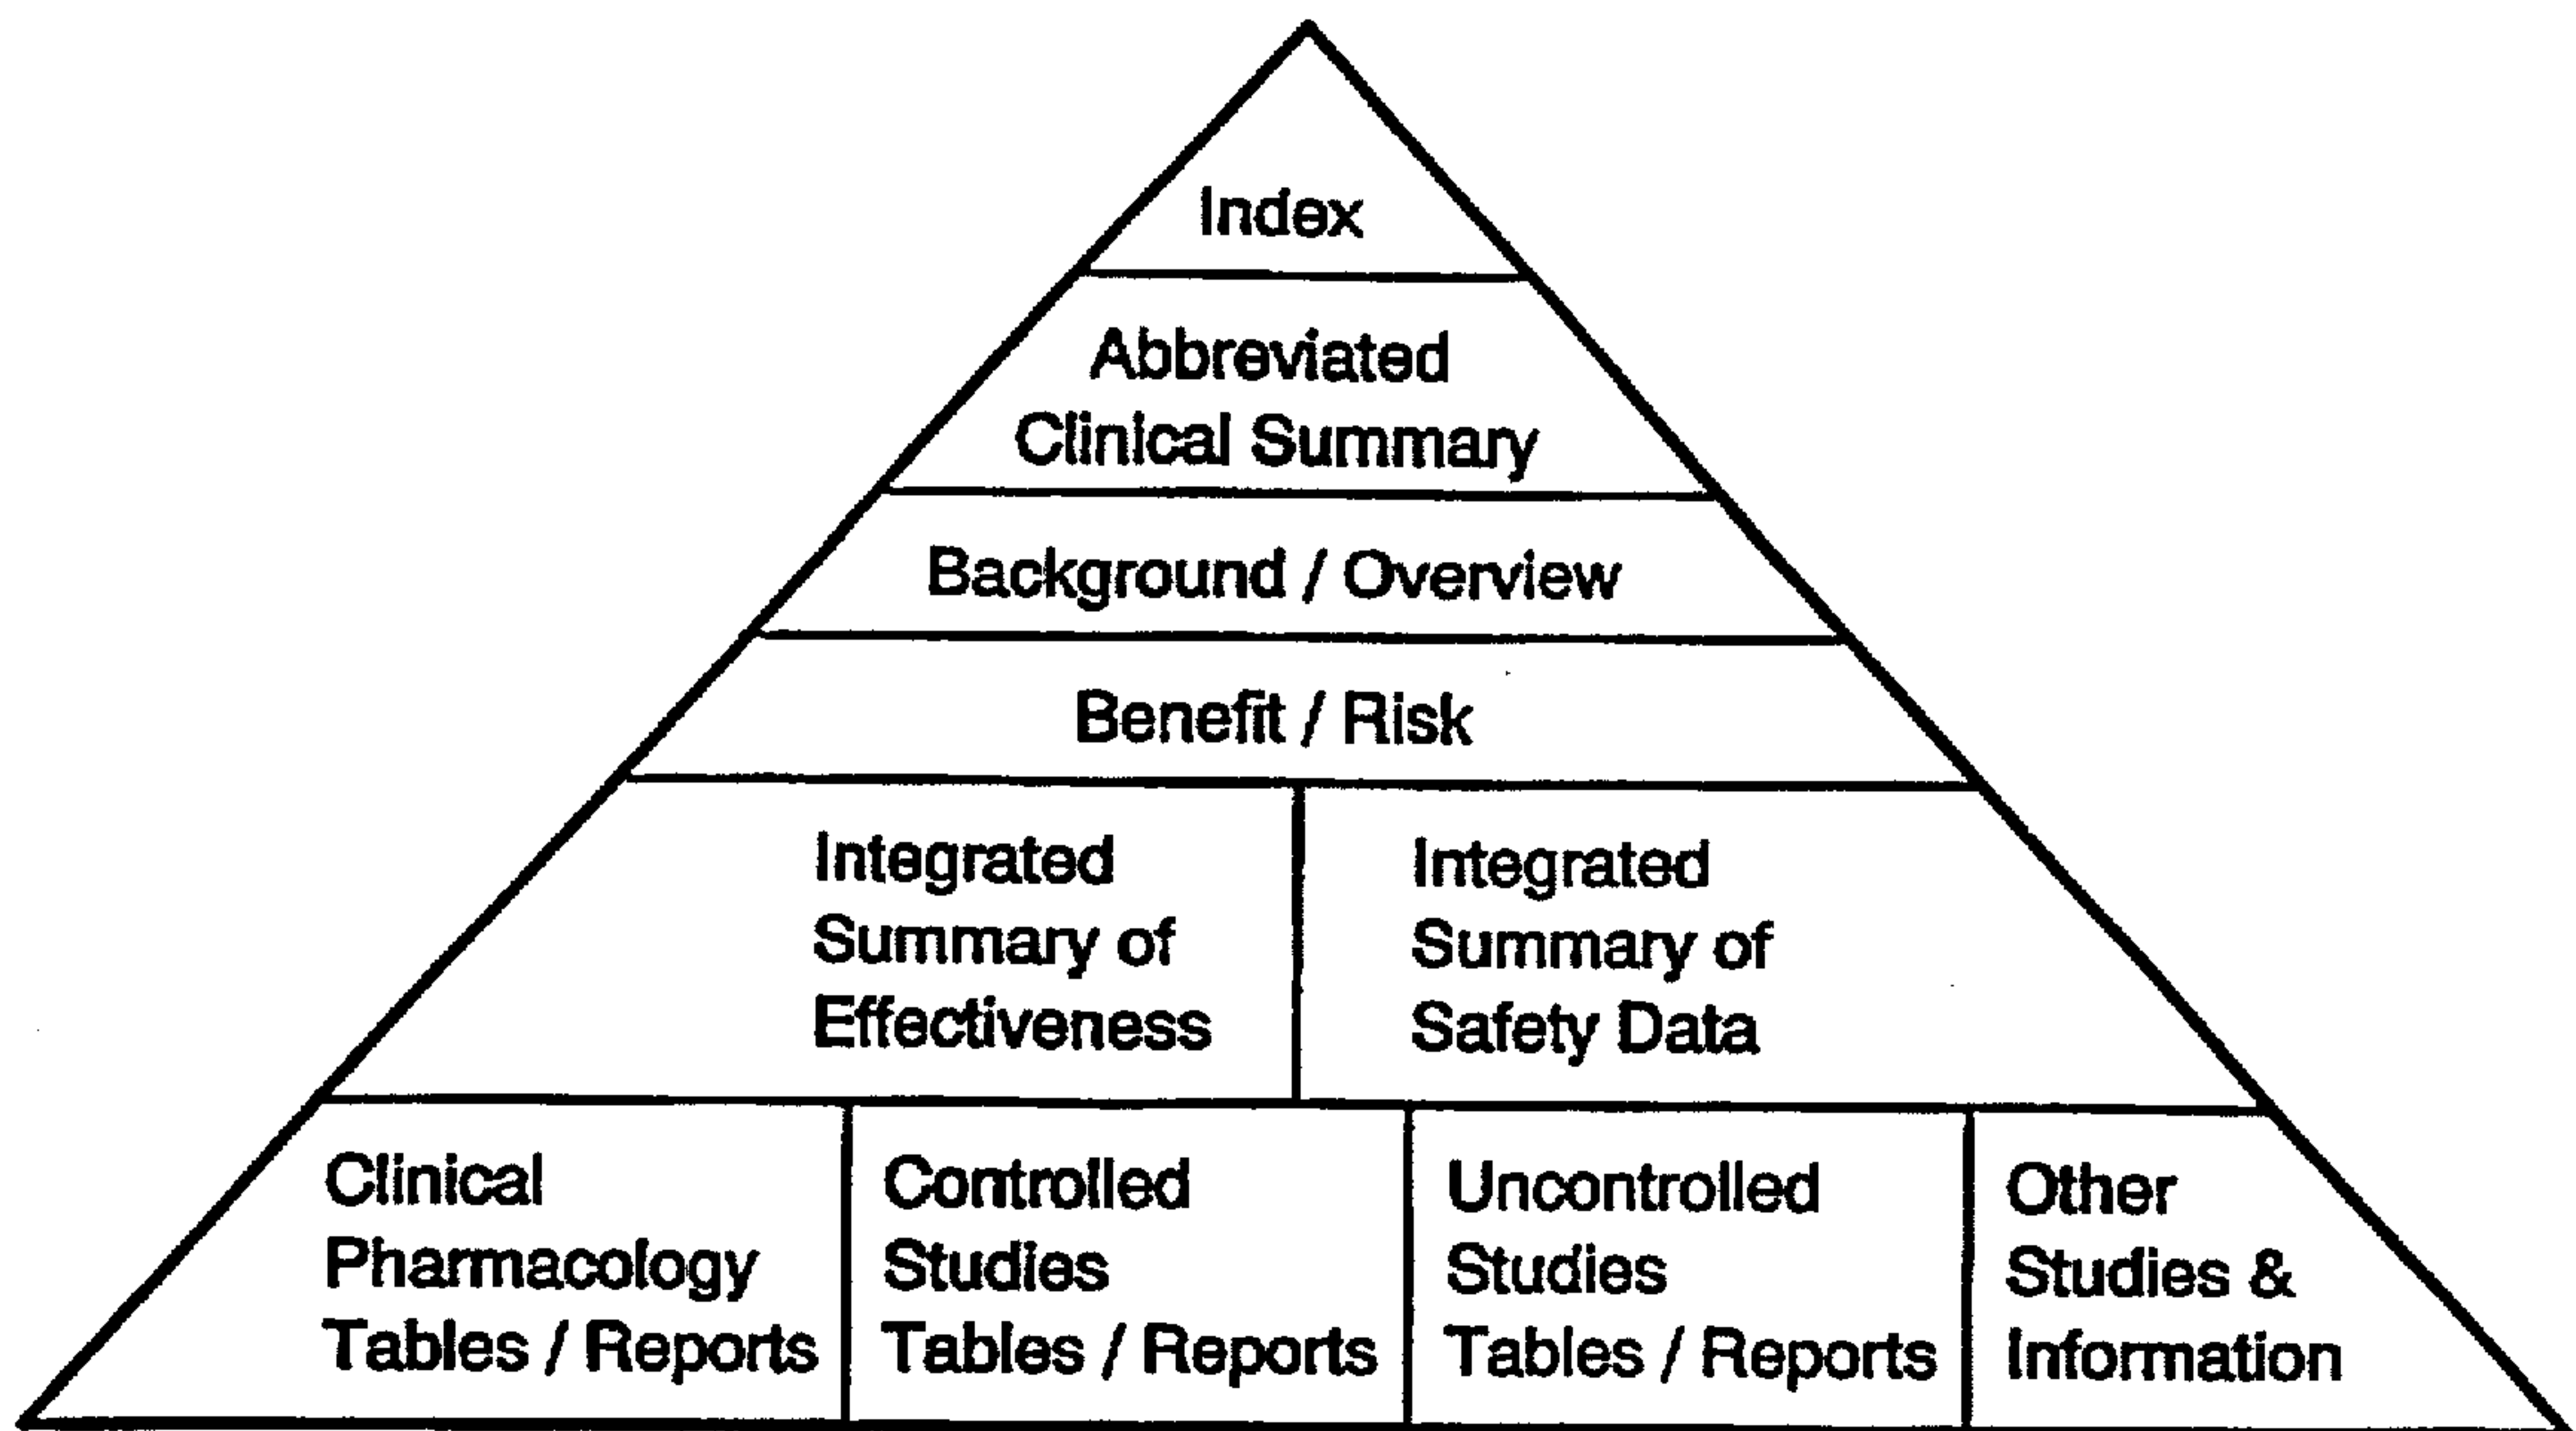 Index
Abbreviated
Clinical Summary
Background / Overview
Benefit / Risk
Integrated
Summary of
Effectiveness
Integrated
Summary of
Safety Data
Clinical
Pharmacology
Tables / Reports
Controlled
Studies
Tables / Reports
Uncontrolled
Studies
Tables / Reports
Other
Studies &
Information